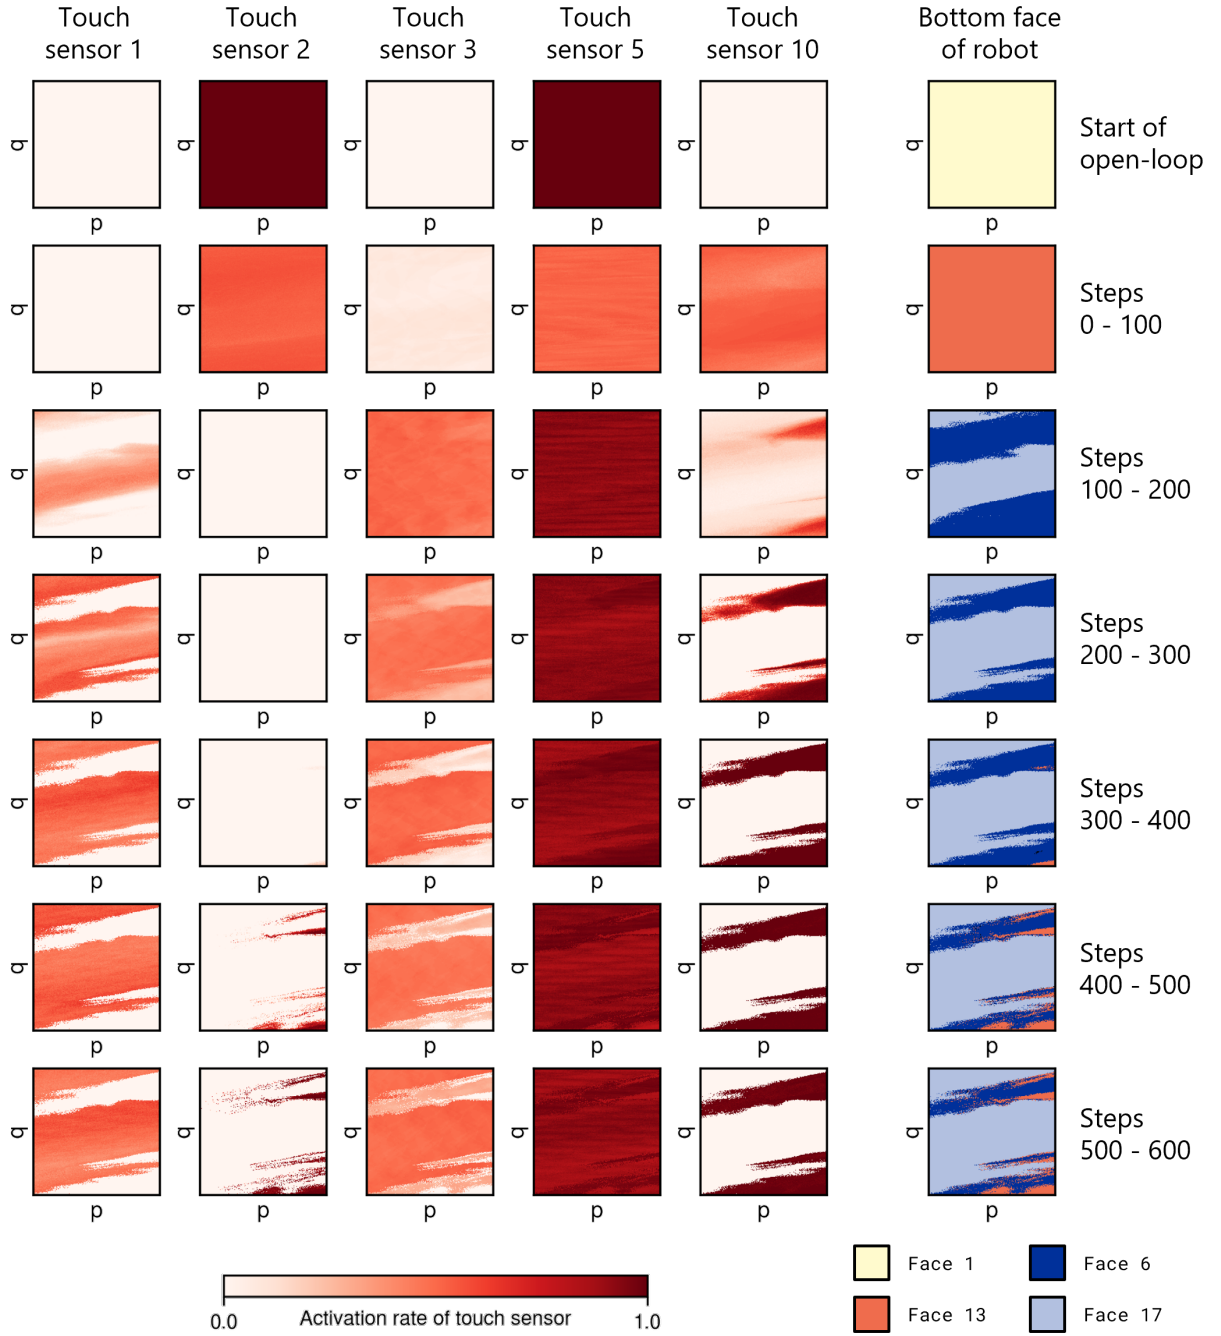 Touch sensor 1
Touch sensor 2
Touch sensor 3
Touch sensor 5
Touch sensor 10
Bottom face of robot
q
q
q
q
q
q
Start of
open-loop
p
p
p
p
p
p
q
q
q
q
q
q
Steps
0 - 100
p
p
p
p
p
p
q
q
q
q
q
q
Steps
100 - 200
p
p
p
p
p
p
q
q
q
q
q
q
Steps
200 - 300
p
p
p
p
p
p
q
q
q
q
q
q
Steps
300 - 400
p
p
p
p
p
p
q
q
q
q
q
q
Steps
400 - 500
p
p
p
p
p
p
q
q
q
q
q
q
Steps
500 - 600
p
p
p
p
p
p
0.0
Activation rate of touch sensor
1.0
Face 1
Face 6
Face 13
Face 17